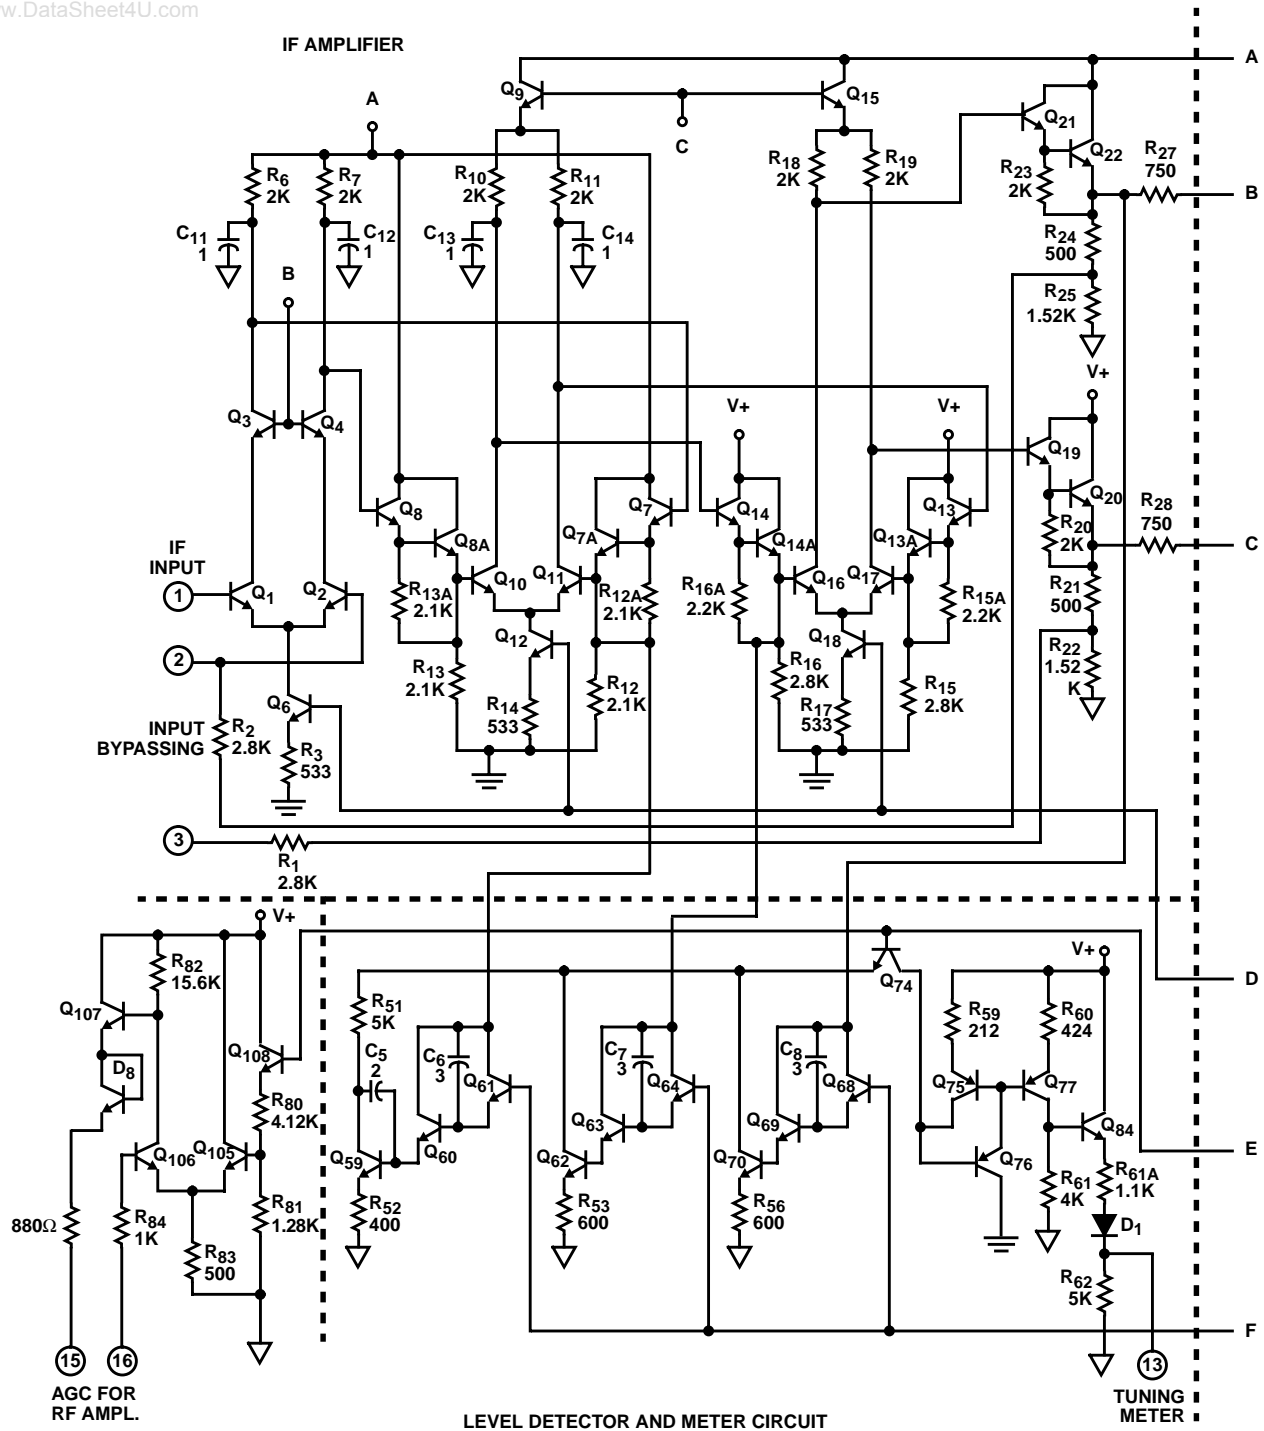 w.DataSheet4U.com
IF AMPLIFIER
A
Q9
Q15
A
C
Q21
Q22
R27
750
B
R6
2K
R7
2K
R10
2K
R11
2K
R18
2K
R19
2K
R23
2K
C11
1
C12
1
C13
1
C14
1
R24
500
B
R25
1.52K
V+
Q3
Q4
V+
V+
Q19
Q20
R28
750
C
Q8
Q8A
Q7
Q7A
Q14
Q14A
Q13
Q13A
R20
2K
IF
INPUT
1
Q1
Q2
R13A
2.1K
Q10
Q11
R12A
2.1K
R16A
2.2K
Q16
Q17
R15A
2.2K
R21
500
2
Q12
Q18
R22
1.52
K
R13
2.1K
R12
2.1K
R16
2.8K
R15
2.8K
Q6
R14
533
R17
533
INPUT
BYPASSING
R2
2.8K
R3
533
3
R1
2.8K
V+
V+
D
R82
15.6K
Q74
Q107
R51
5K
R59
212
R60
424
D8
Q108
C5
2
C6
3
Q61
C7
3
Q64
C8
3
Q68
Q75
Q77
R80
4.12K
Q106
Q105
Q59
Q60
Q63
Q62
Q69
Q70
Q76
Q84
E
R61
4K
R61A
1.1K
880Ω
R84
1K
R81
1.28K
R52
400
R53
600
R56
600
D1
R83
500
R62
5K
F
15
16
13
AGC FOR
RF AMPL.
TUNING
METER
LEVEL DETECTOR AND METER CIRCUIT